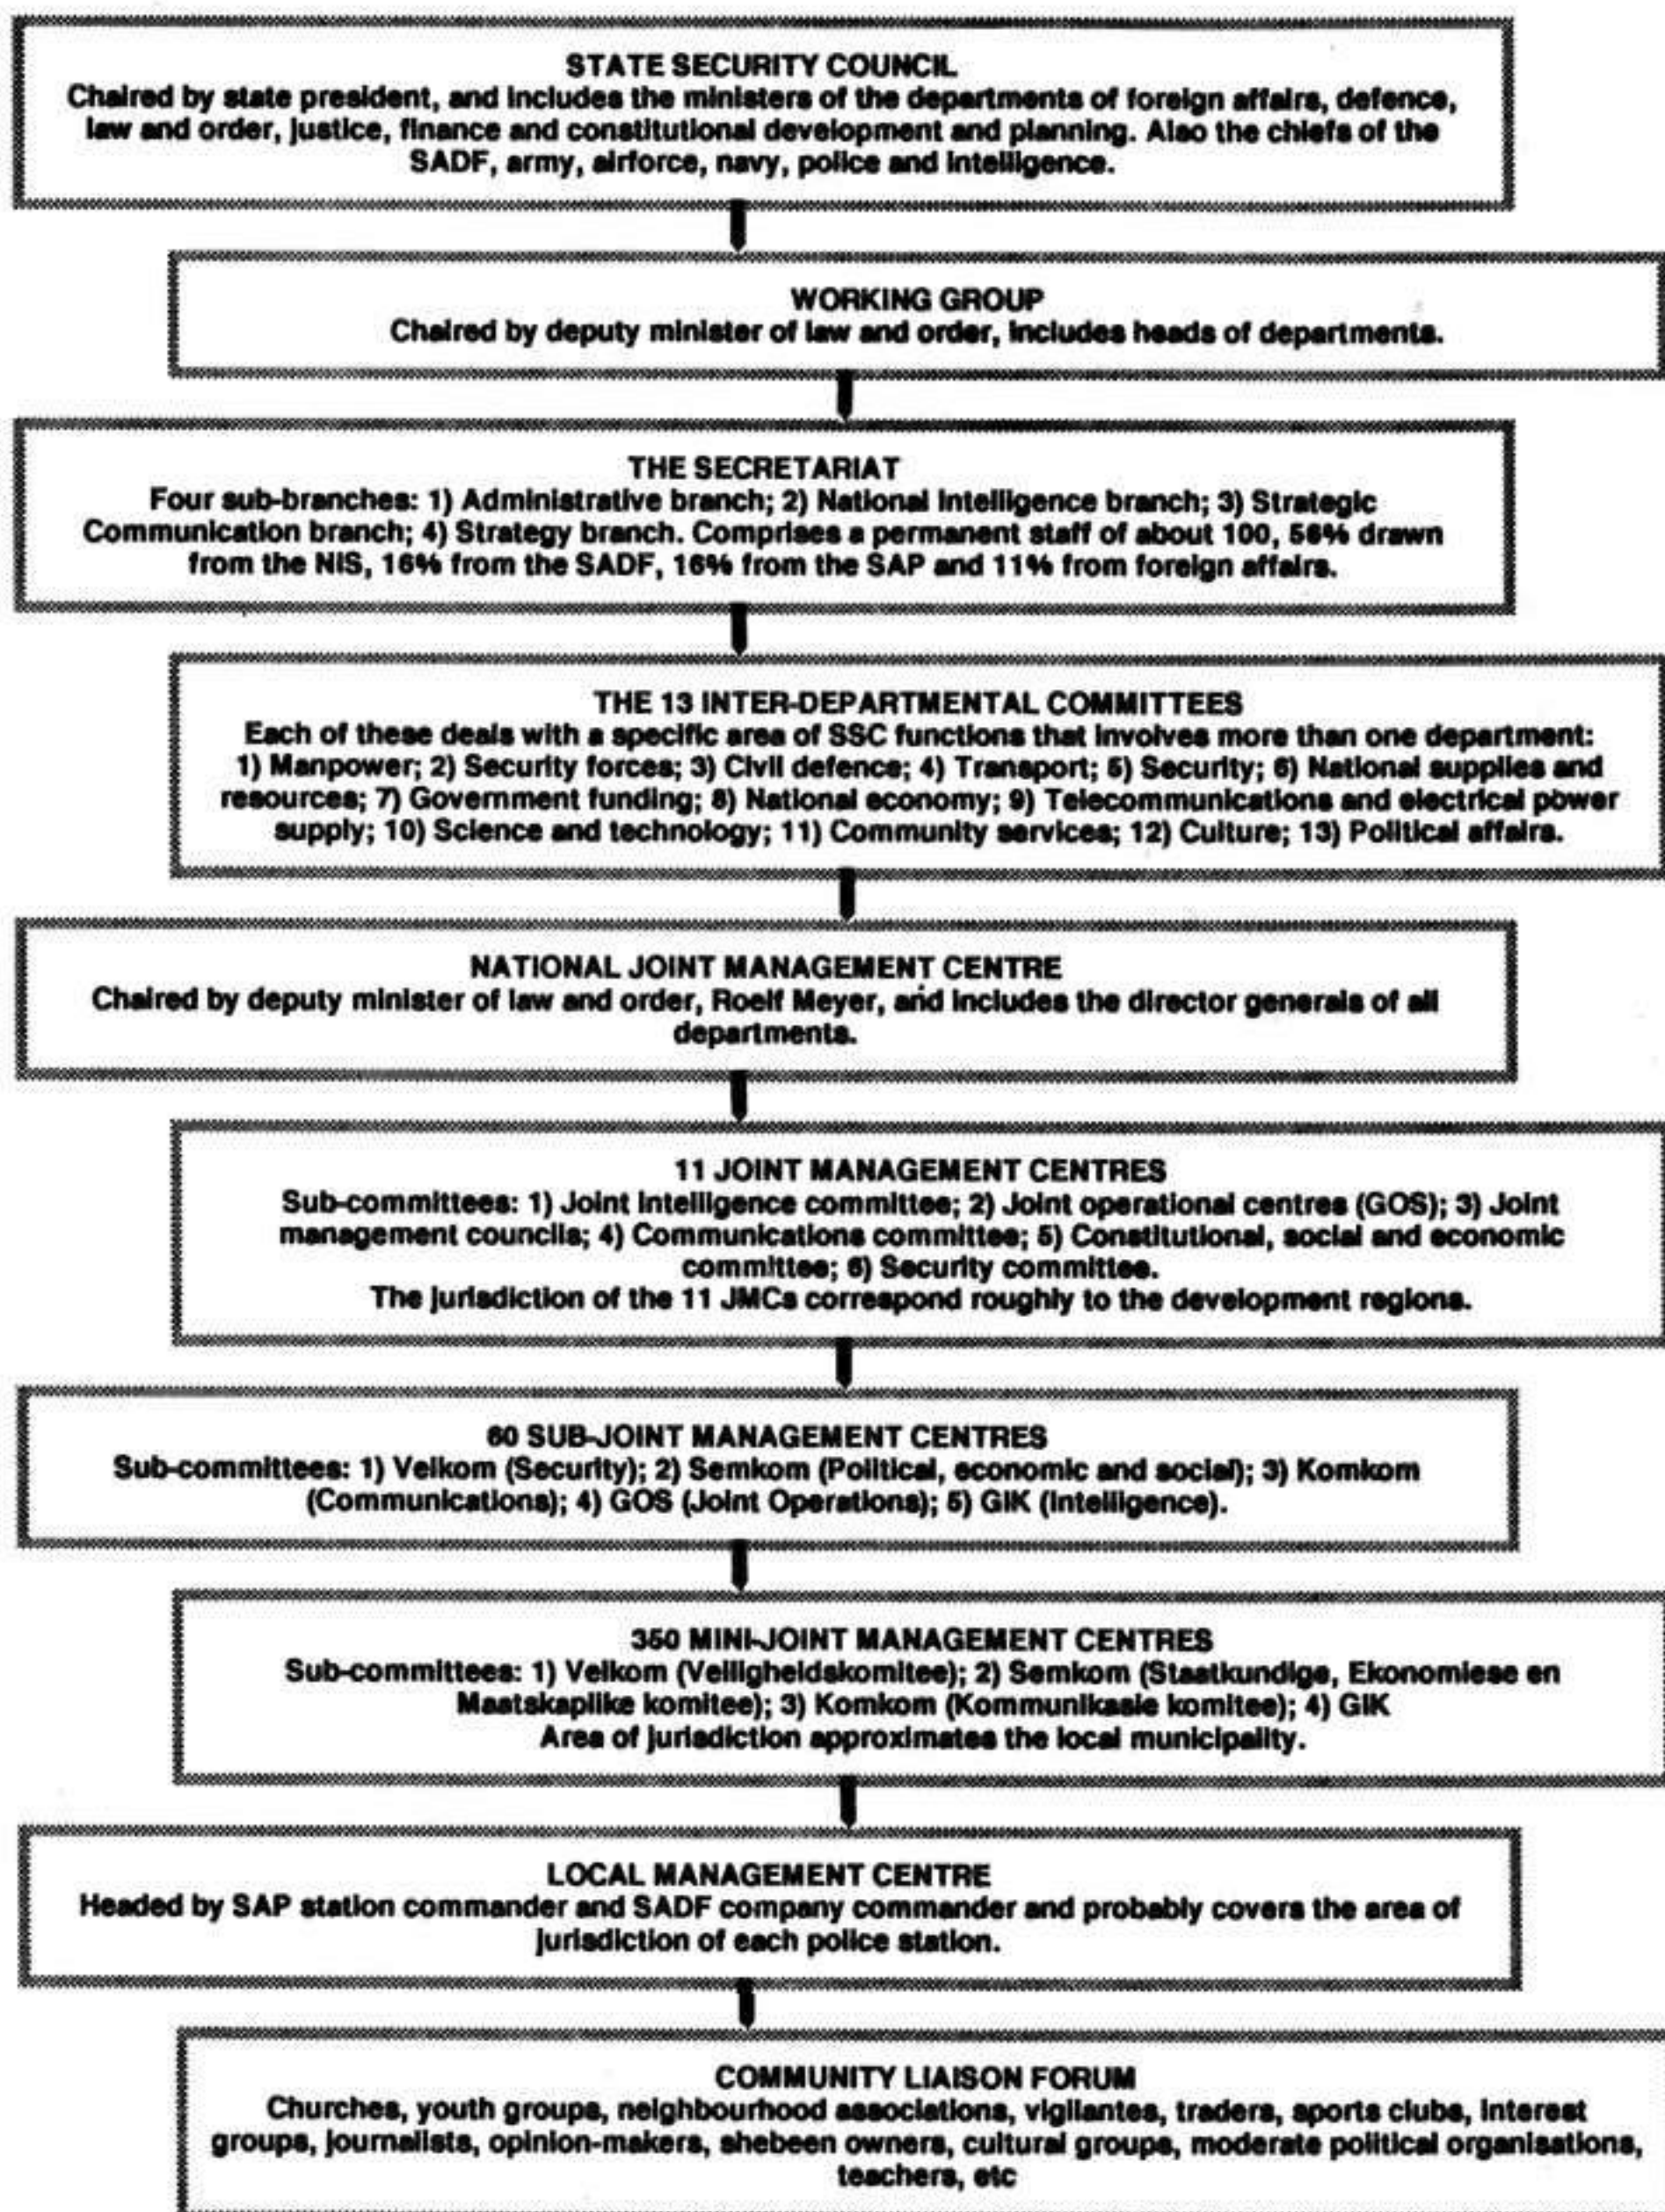 STATE SECURITY COUNCIL
Chaired by state president, and includes the ministers of the departments of foreign affairs, defence,
law and order, justice, finance and constitutional development and planning. Also the chiefs of the
SADF, army, airforce, navy, police and intelligence.
WORKING GROUP
Chaired by deputy minister of law and order, includes heads of departments.
THE SECRETARIAT
Four sub-branches: 1) Administrative branch; 2) National Intelligence branch; 3) Strategic
Communication branch; 4) Strategy branch. Comprises a permanent staff of about 100, 56% drawn
from the NIS, 16% from the SADF, 16% from the SAP and 11% from foreign affairs.
THE 13 INTER-DEPARTMENTAL COMMITTEES
Each of these deals with a specific area of SSC functions that involves more than one department:
1) Manpower; 2) Security forces; 3) Civil defence; 4) Transport; 5) Security; 6) National supplies and
resources; 7) Government funding; 8) National economy; 9) Telecommunications and electrical power
supply; 10) Science and technology; 11) Community services; 12) Culture; 13) Political affairs.
NATIONAL JOINT MANAGEMENT CENTRE
Chaired by deputy minister of law and order, Roelf Meyer, and includes the director generals of all
departments.
11 JOINT MANAGEMENT CENTRES
Sub-committees: 1) Joint intelligence committee; 2) Joint operational centres (GOS); 3) Joint
management councils; 4) Communications committee; 5) Constitutional, social and economic
committee; 6) Security committee.
The jurisdiction of the 11 JMCs correspond roughly to the development regions.
60 SUB-JOINT MANAGEMENT CENTRES
Sub-committees: 1) Veikom (Security); 2) Semkom (Political, economic and social); 3) Komkom
(Communications); 4) GOS (Joint Operations); 5) GIK (Intelligence).
350 MINI-JOINT MANAGEMENT CENTRES
Sub-committees: 1) Veikom (Veiligheidskomitee); 2) Semkom (Staatkundige, Ekonomiese en
Maatskaplike komitee); 3) Komkom (Kommunikasie komitee); 4) GIK
Area of jurisdiction approximates the local municipality.
LOCAL MANAGEMENT CENTRE
Headed by SAP station commander and SADF company commander and probably covers the area of
jurisdiction of each police station.
COMMUNITY LIAISON FORUM
Churches, youth groups, neighbourhood associations, vigilantes, traders, sports clubs, interest
groups, journalists, opinion-makers, shebeen owners, cultural groups, moderate political organisations,
teachers, etc